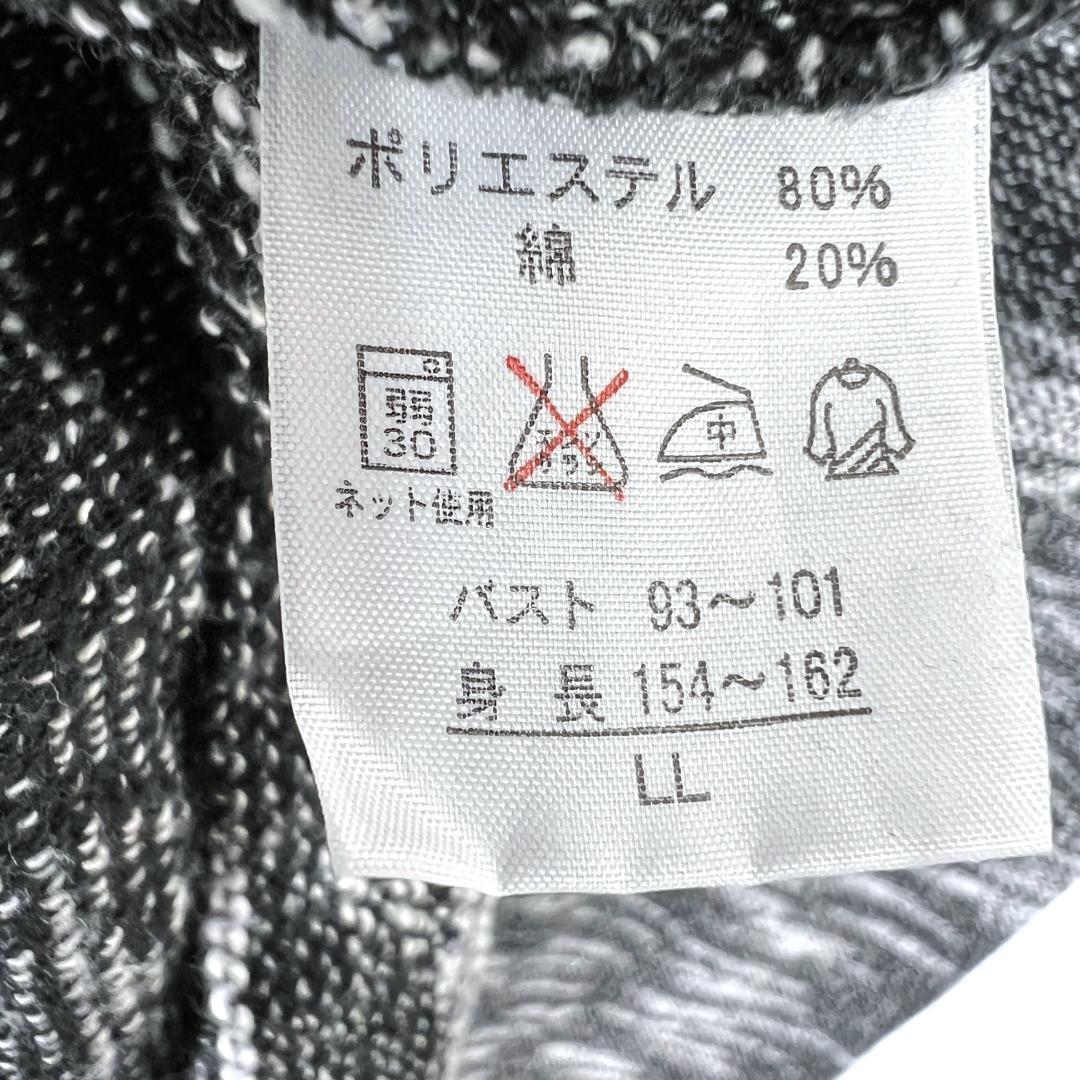 ポリエステル 80%
綿 20%
弱
30
中
ネット使用
バスト 93～101
身長 154～162
LL